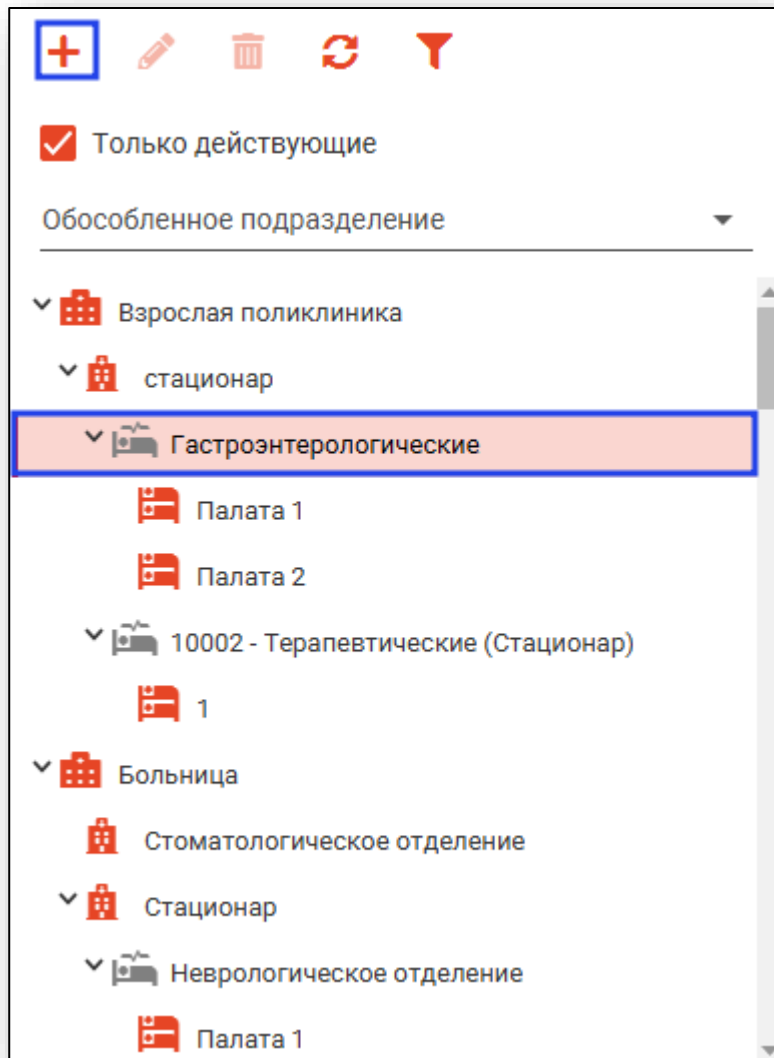 Только действующие
Обособленное подразделение
Взрослая поликлиника
стационар
Гастроэнтерологические
Палата 1
Палата 2
10002 - Терапевтические (Стационар)
1
Больница
Стоматологическое отделение
Стационар
Неврологическое отделение
Палата 1